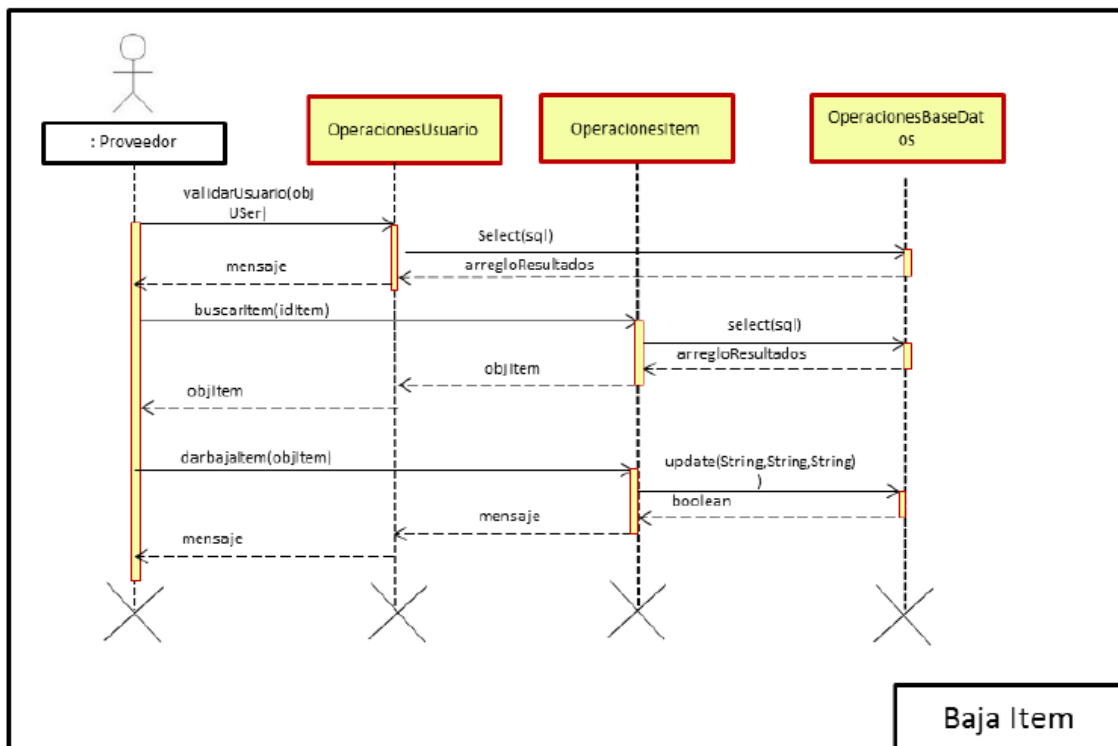 : Proveedor
OperacionesUsuario
OperacionesItem
OperacionesBaseDat
os
validarUsuario(obj
USer)
Select(sql)
arregloResultados
mensaje
buscarItem(idItem)
select(sql)
arregloResultados
objItem
objItem
darbajaItem(objItem)
update(String,String,String)
)
boolean
mensaje
mensaje
Baja Item